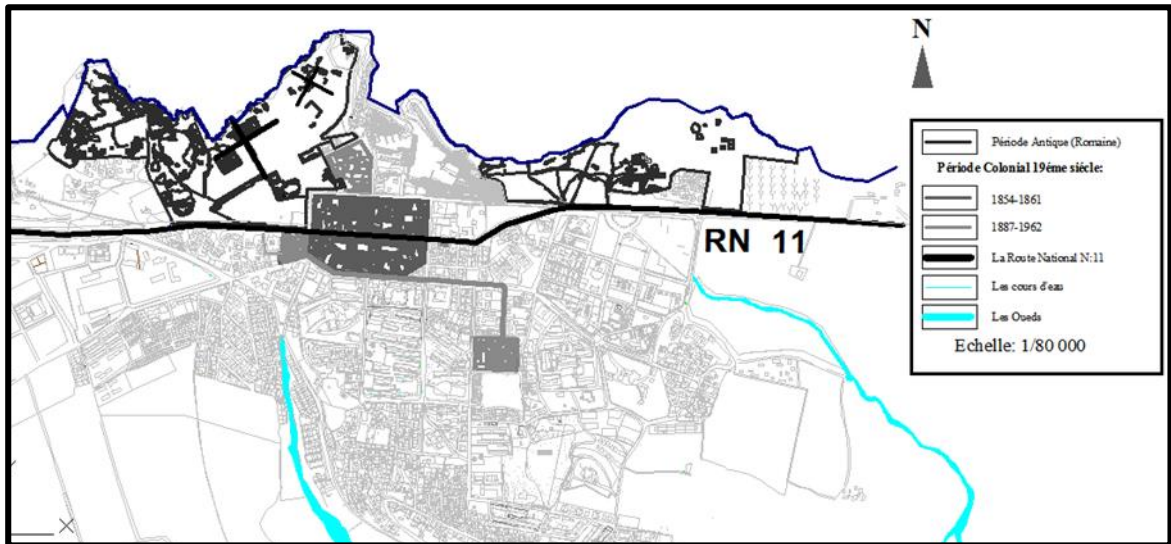 N
Période Antique (Romaine)
Période Colonial 19éme siécle:
1854-1861
1887-1962
La Route National N:11
Les cours d'eau
Les Oueds
Echelle: 1/80 000
RN 11